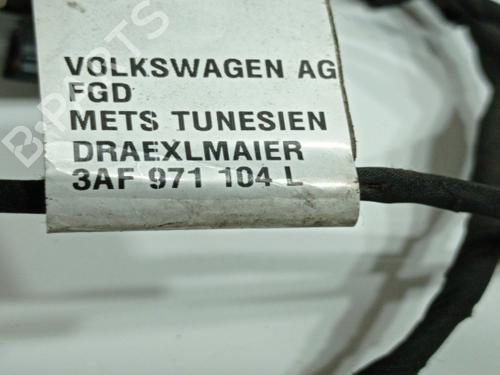 VOLKSWAGEN AG
FGD
METS TUNESIEN
DRAEXLMAIER
3AF 971 104 L